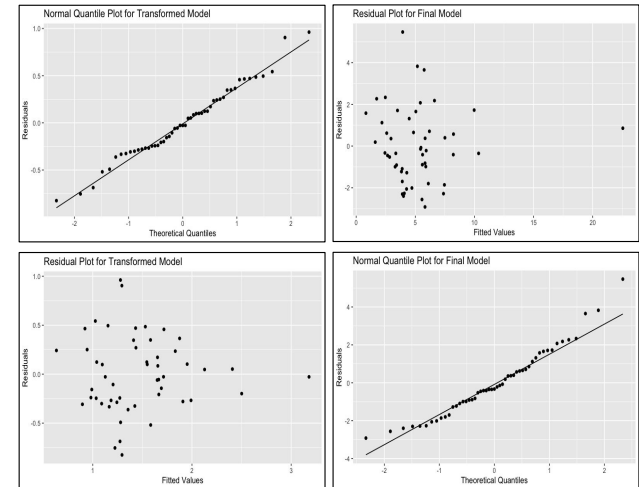 Normal Quantile Plot for Transformed Model
1.0
0.5
0.0
-0.5
Residuals
-2
-1
0
1
2
Theoretical Quantiles
Residual Plot for Final Model
4
2
0
-2
Residuals
0
5
10
15
20
Fitted Values
Residual Plot for Transformed Model
1.0
0.5
0.0
-0.5
Residuals
1
2
3
Fitted Values
Normal Quantile Plot for Final Model
4
2
0
-2
-4
Residuals
-2
-1
0
1
2
Theoretical Quantiles